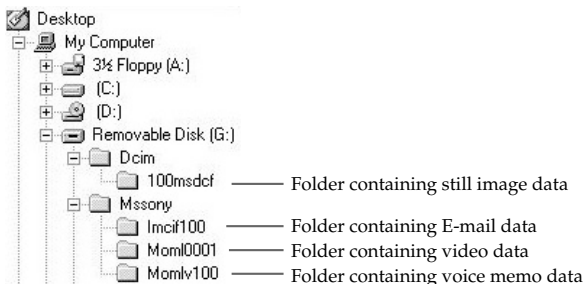 Desktop
My Computer
3½ Floppy (A:)
(C:)
(D:)
Removable Disk (G:)
Dcim
100msdcf Folder containing still image data
Mssony
Imcif100 Folder containing E-mail data
Moml0001 Folder containing video data
Momlv100 Folder containing voice memo data